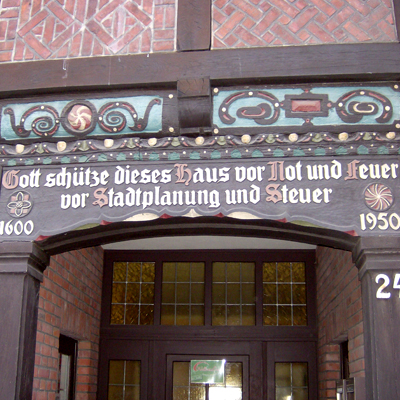 Gott schütze dieses Haus vor Not und Feuer
vor Stadtplanung und Steuer
1600
1950
24